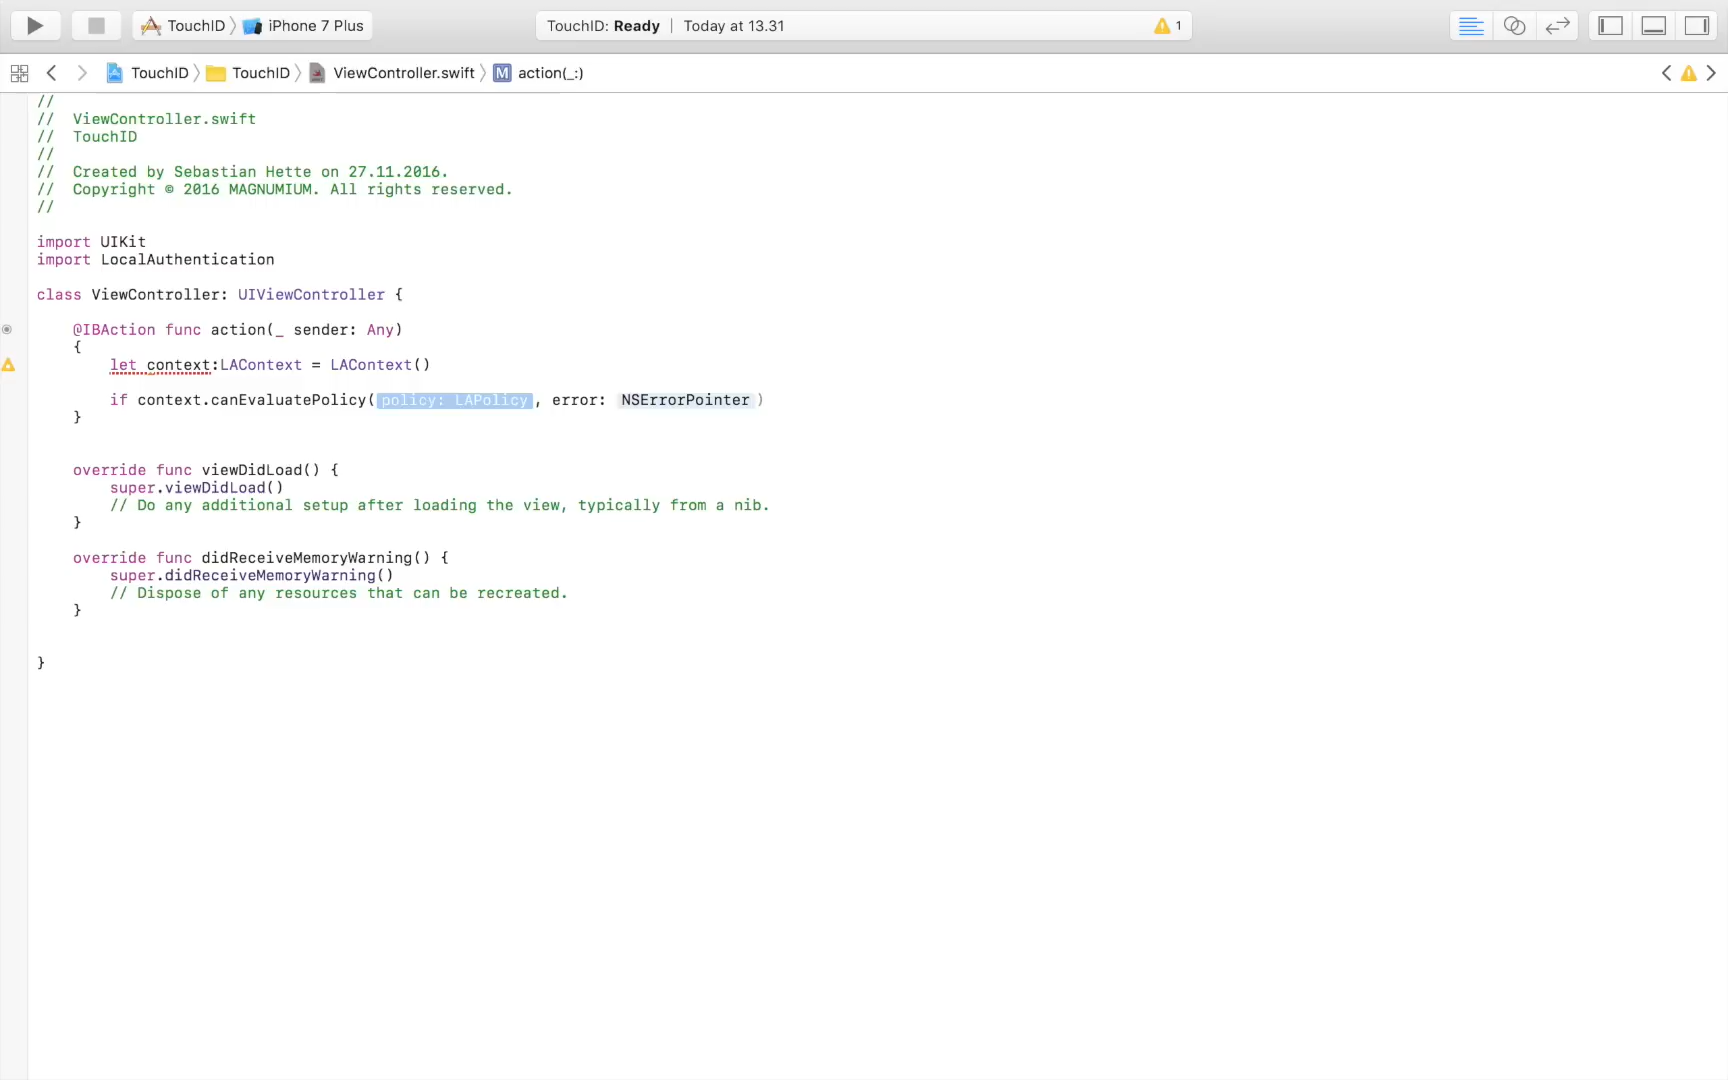 TouchID 〉 iPhone 7 Plus
TouchID: Ready | Today at 13.31
1
TouchID 〉 TouchID 〉 ViewController.swift 〉 M action(_:)
//
//  ViewController.swift
//  TouchID
//
//  Created by Sebastian Hette on 27.11.2016.
//  Copyright © 2016 MAGNUMIUM. All rights reserved.
//
import UIKit
import LocalAuthentication
class ViewController: UIViewController {
@IBAction func action(_ sender: Any)
{
let context:LAContext = LAContext()
if context.canEvaluatePolicy(policy: LAPolicy, error: NSErrorPointer)
}
override func viewDidLoad() {
super.viewDidLoad()
// Do any additional setup after loading the view, typically from a nib.
}
override func didReceiveMemoryWarning() {
super.didReceiveMemoryWarning()
// Dispose of any resources that can be recreated.
}
}